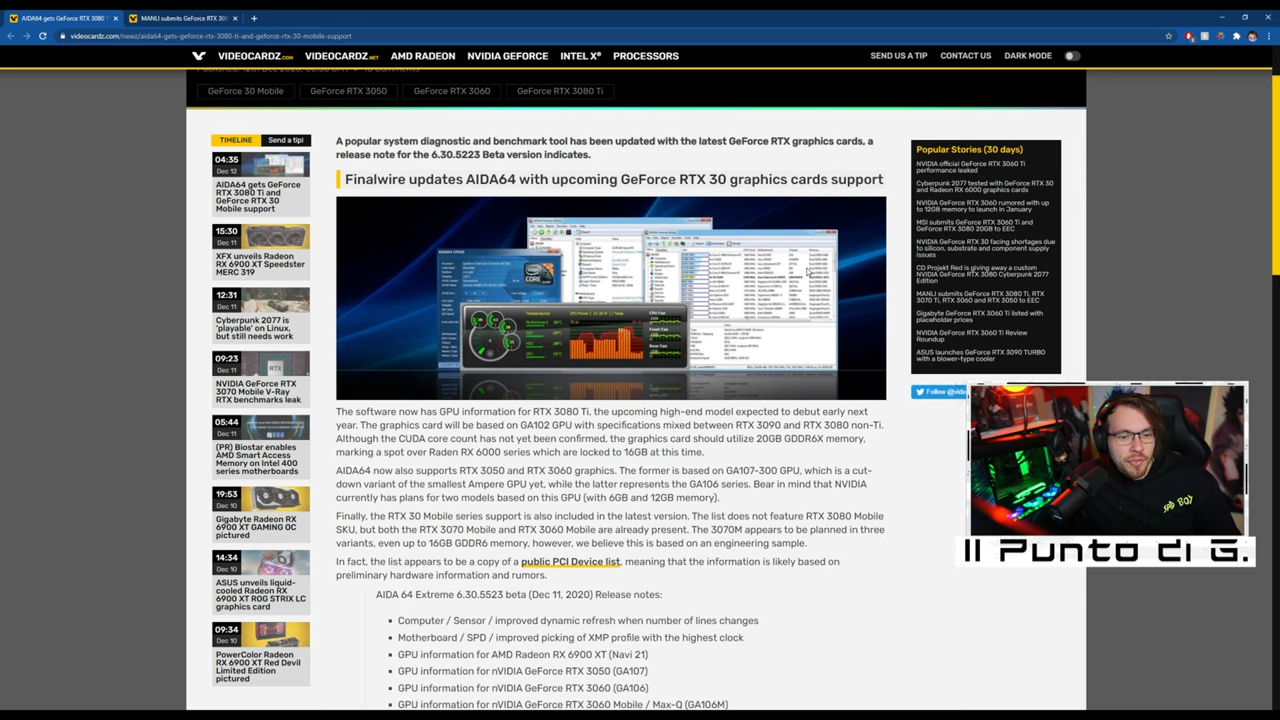 AIDA64 gets GeForce RTX 3080 T
MANLI submits GeForce RTX 308
videocardz.com/newz/aida64-gets-geforce-rtx-3080-ti-and-geforce-rtx-30-mobile-support
VIDEOCARDZ.COM
VIDEOCARDZ.NET
AMD RADEON
NVIDIA GEFORCE
INTEL Xe
PROCESSORS
SEND US A TIP
CONTACT US
DARK MODE
GeForce 30 Mobile
GeForce RTX 3050
GeForce RTX 3060
GeForce RTX 3080 Ti
TIMELINE
Send a tip!
04:35
Dec 12
AIDA64 gets GeForce
RTX 3080 Ti and
GeForce RTX 30
Mobile support
15:30
Dec 11
XFX unveils Radeon
RX 6900 XT Speedster
MERC 319
12:31
Dec 11
Cyberpunk 2077 is
'playable' on Linux,
but still needs work
09:23
Dec 11
NVIDIA GeForce RTX
3070 Mobile V-Ray
RTX benchmarks leak
05:44
Dec 11
(PR) Biostar enables
AMD Smart Access
Memory on Intel 400
series motherboards
19:53
Dec 10
Gigabyte Radeon RX
6900 XT GAMING OC
pictured
14:34
Dec 10
ASUS unveils liquid-
cooled Radeon RX
6900 XT ROG STRIX LC
graphics card
09:34
Dec 10
PowerColor Radeon
RX 6900 XT Red Devil
Limited Edition
pictured
A popular system diagnostic and benchmark tool has been updated with the latest GeForce RTX graphics cards, a
release note for the 6.30.5223 Beta version indicates.
Finalwire updates AIDA64 with upcoming GeForce RTX 30 graphics cards support
The software now has GPU information for RTX 3080 Ti, the upcoming high-end model expected to debut early next
year. The graphics card will be based on GA102 GPU with specifications mixed between RTX 3090 and RTX 3080 non-Ti.
Although the CUDA core count has not yet been confirmed, the graphics card should utilize 20GB GDDR6X memory,
marking a spot over Raden RX 6000 series which are locked to 16GB at this time.
AIDA64 now also supports RTX 3050 and RTX 3060 graphics. The former is based on GA107-300 GPU, which is a cut-
down variant of the smallest Ampere GPU yet, while the latter represents the GA106 series. Bear in mind that NVIDIA
currently has plans for two models based on this GPU (with 6GB and 12GB memory).
Finally, the RTX 30 Mobile series support is also included in the latest version. The list does not feature RTX 3080 Mobile
SKU, but both the RTX 3070 Mobile and RTX 3060 Mobile are already present. The 3070M appears to be planned in three
variants, even up to 16GB GDDR6 memory, however, we believe this is based on an engineering sample.
In fact, the list appears to be a copy of a public PCI Device list, meaning that the information is likely based on
preliminary hardware information and rumors.
AIDA 64 Extreme 6.30.5523 beta (Dec 11, 2020) Release notes:
Computer / Sensor / improved dynamic refresh when number of lines changes
Motherboard / SPD / improved picking of XMP profile with the highest clock
GPU information for AMD Radeon RX 6900 XT (Navi 21)
GPU information for nVIDIA GeForce RTX 3050 (GA107)
GPU information for nVIDIA GeForce RTX 3060 (GA106)
GPU information for nVIDIA GeForce RTX 3060 Mobile / Max-Q (GA106M)
Popular Stories (30 days)
NVIDIA official GeForce RTX 3060 Ti
performance leaked
Cyberpunk 2077 tested with GeForce RTX 30
and Radeon RX 6000 graphics cards
NVIDIA GeForce RTX 3060 rumored with up
to 12GB memory to launch in January
MSI submits GeForce RTX 3060 Ti and
GeForce RTX 3080 20GB to EEC
NVIDIA GeForce RTX 30 facing shortages due
to silicon, substrate and component supply
issues
CD Projekt Red is giving away a custom
NVIDIA GeForce RTX 3080 Cyberpunk 2077
Edition
MANLI submits GeForce RTX 3080 Ti, RTX
3070 Ti, RTX 3060 and RTX 3050 to EEC
Gigabyte GeForce RTX 3060 Ti listed with
placeholder prices
NVIDIA GeForce RTX 3060 Ti Review
Roundup
ASUS launches GeForce RTX 3090 TURBO
with a blower-type cooler
Follow @vide
Il Punto di G.